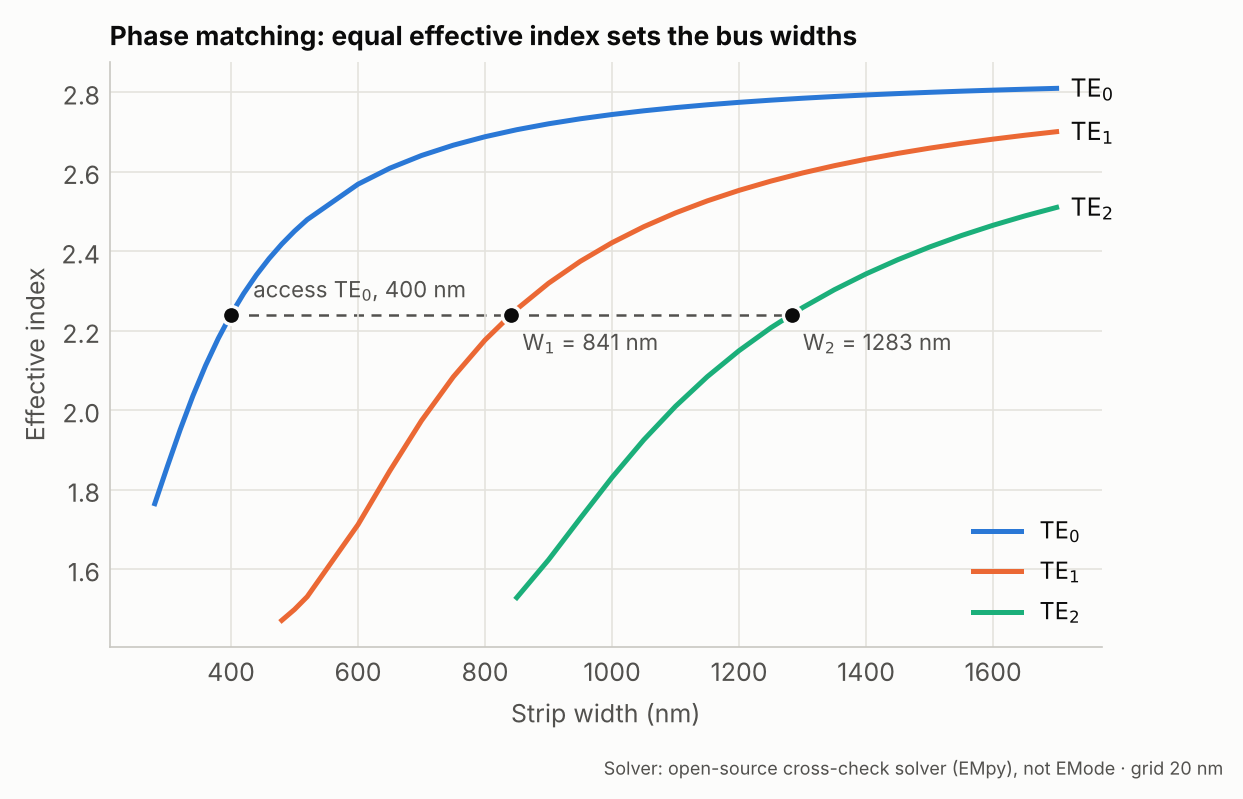 Phase matching: equal effective index sets the bus widths
Effective index
2.8
2.6
2.4
2.2
2.0
1.8
1.6
TE₀
TE₁
TE₂
access TE₀, 400 nm
W₁ = 841 nm
W₂ = 1283 nm
TE₀
TE₁
TE₂
400 600 800 1000 1200 1400 1600
Strip width (nm)
Solver: open-source cross-check solver (EMpy), not EMode · grid 20 nm